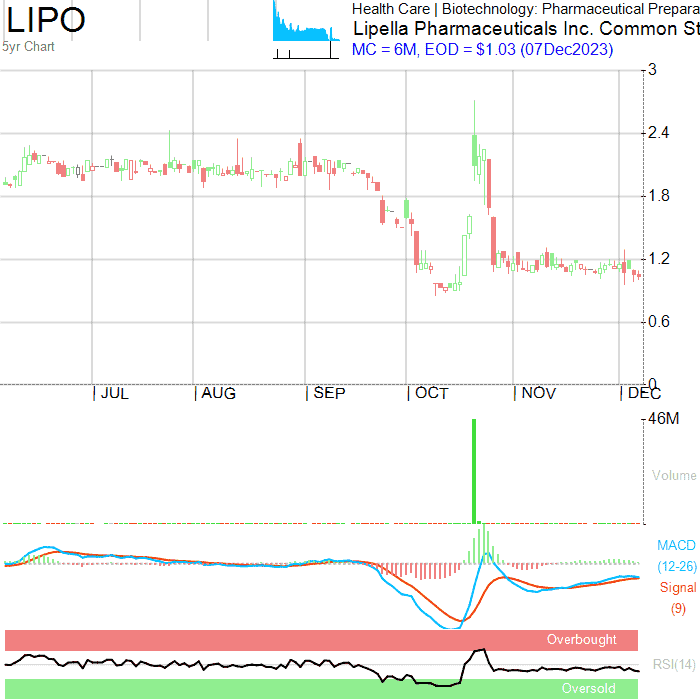 LIPO
5yr Chart
Health Care | Biotechnology: Pharmaceutical Prepara
Lipella Pharmaceuticals Inc. Common St
MC = 6M, EOD = $1.03 (07Dec2023)
3
2.4
1.8
1.2
0.6
0
JUL
AUG
SEP
OCT
NOV
DEC
46M
Volume
MACD
(12-26)
Signal
(9)
Overbought
RSI(14)
Oversold